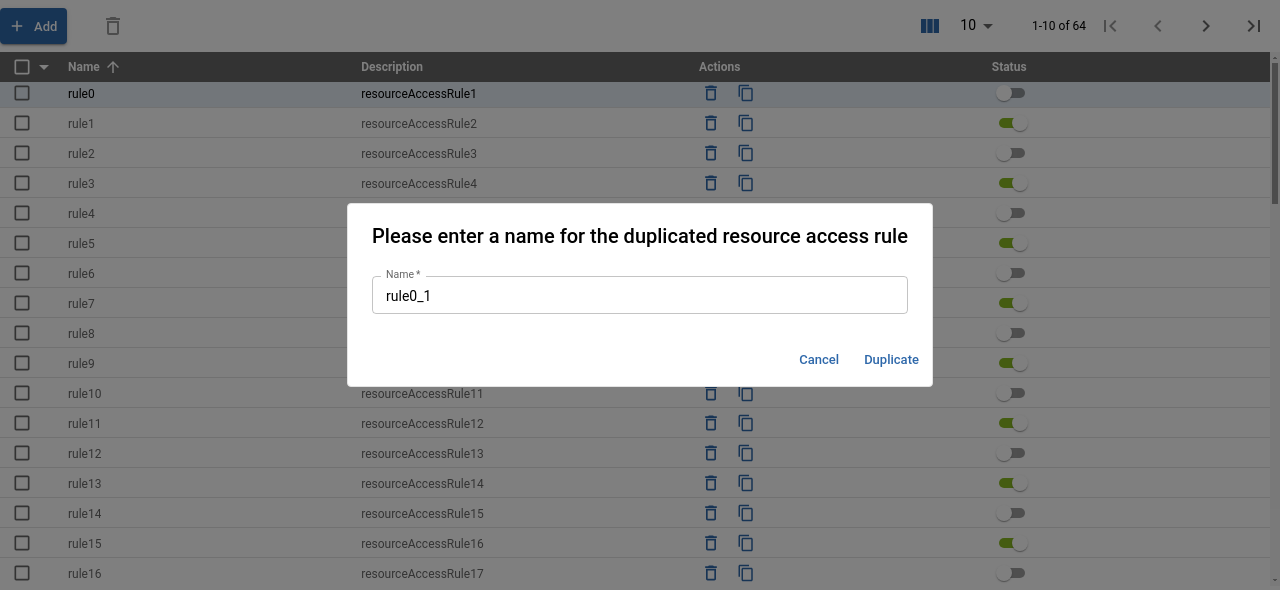 Add
10
1-10 of 64
Name Description Actions Status
rule0 resourceAccessRule1
rule1 resourceAccessRule2
rule2 resourceAccessRule3
rule3 resourceAccessRule4
rule4
rule5
rule6
rule7
rule8
rule9
Please enter a name for the duplicated resource access rule
Name *
rule0_1
Cancel Duplicate
rule10 resourceAccessRule11
rule11 resourceAccessRule12
rule12 resourceAccessRule13
rule13 resourceAccessRule14
rule14 resourceAccessRule15
rule15 resourceAccessRule16
rule16 resourceAccessRule17